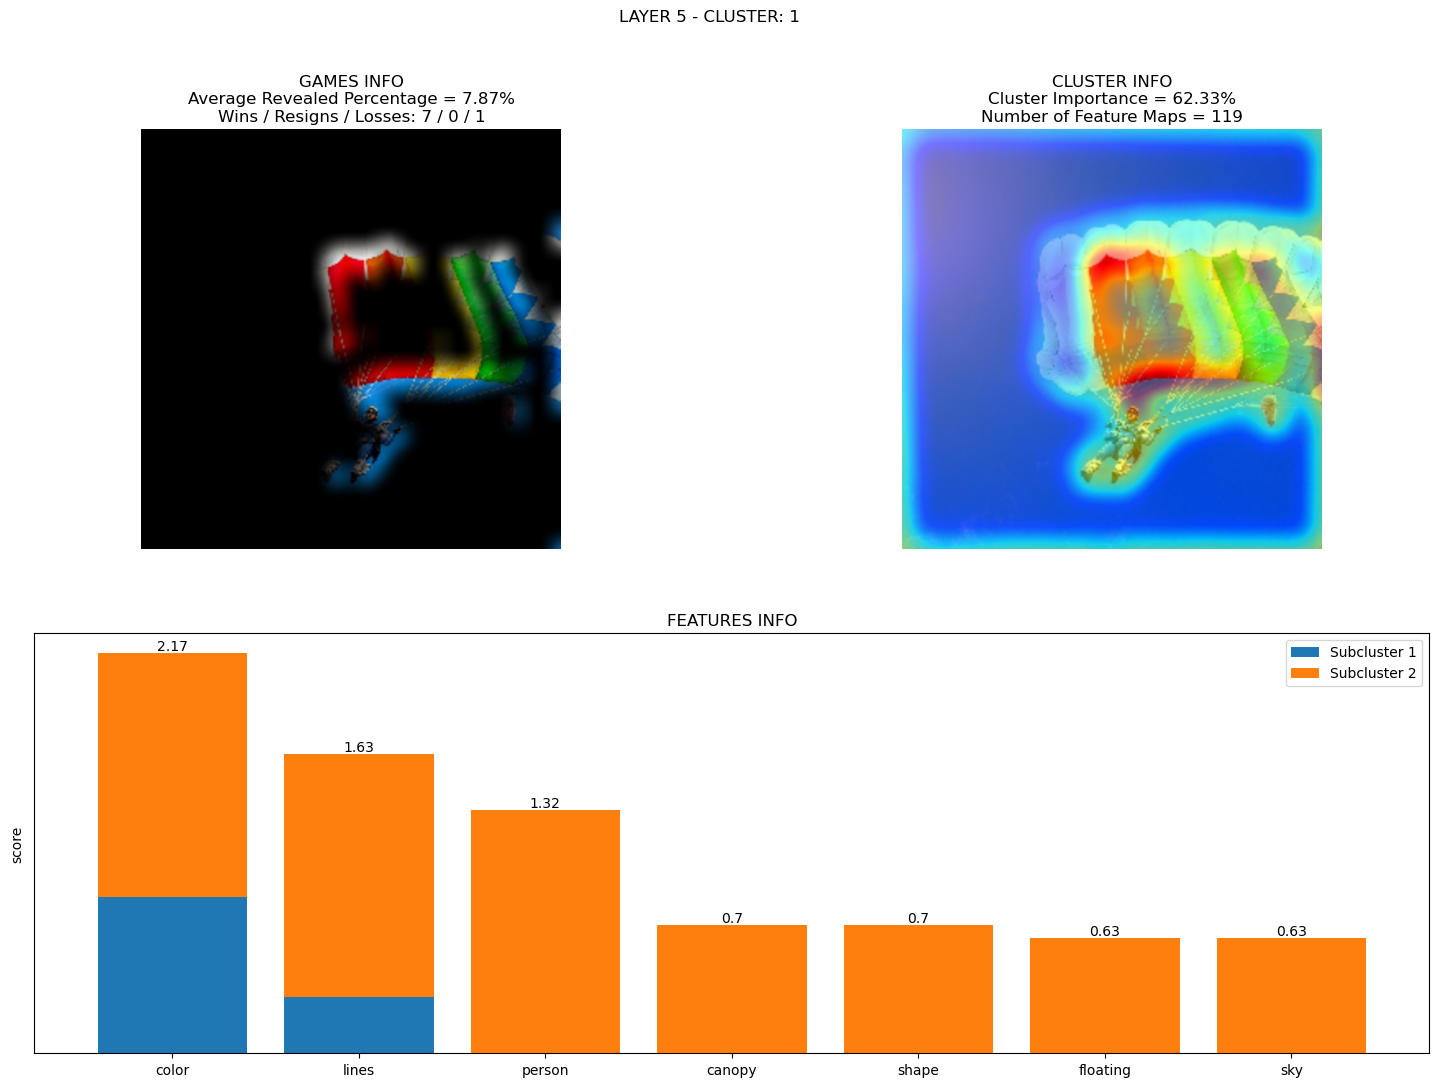 LAYER 5 - CLUSTER: 1
GAMES INFO
Average Revealed Percentage = 7.87%
Wins / Resigns / Losses: 7 / 0 / 1
CLUSTER INFO
Cluster Importance = 62.33%
Number of Feature Maps = 119
FEATURES INFO
Subcluster 1
Subcluster 2
score
2.17
1.63
1.32
0.7
0.7
0.63
0.63
color
lines
person
canopy
shape
floating
sky